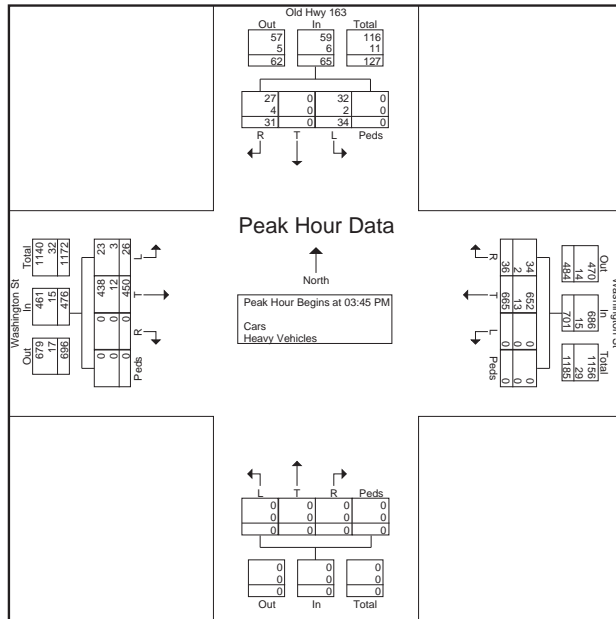 Old Hwy 163
Out In Total
57 59 116
5 6 11
62 65 127
27 0 32 0
4 0 2 0
31 0 34 0
R T L Peds
Peak Hour Data
North
Peak Hour Begins at 03:45 PM
Cars
Heavy Vehicles
Washington St
Total In Out
1140 461 679
32 15 17
1172 476 696
L T R Peds
23 438 0 0
3 12 0 0
26 450 0 0
Washington St
Out In Total
470 686 1156
14 15 29
484 701 1185
R T L Peds
34 652 0 0
2 13 0 0
36 665 0 0
L T R Peds
0 0 0 0
0 0 0 0
0 0 0 0
0 0 0
0 0 0
0 0 0
Out In Total